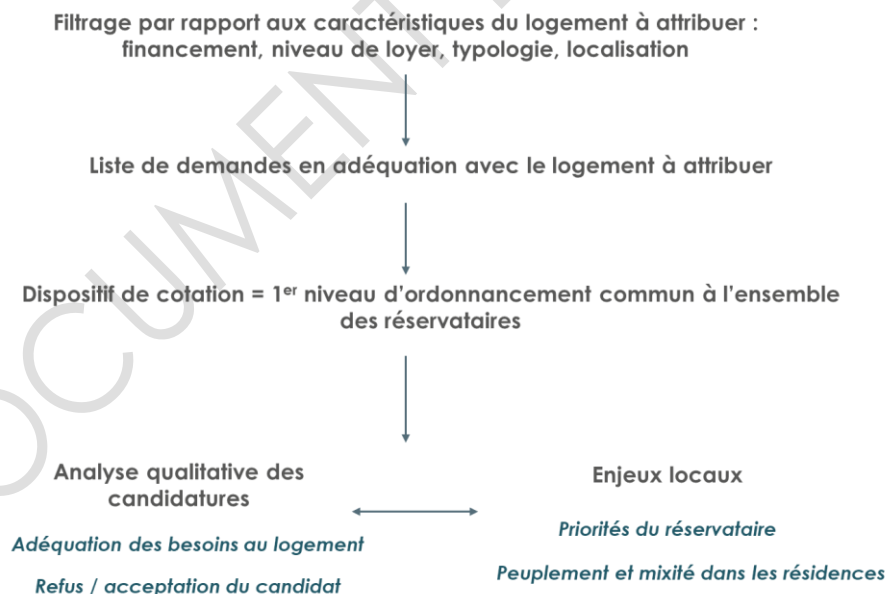 Filtrage par rapport aux caractéristiques du logement à attribuer :
financement, niveau de loyer, typologie, localisation
Liste de demandes en adéquation avec le logement à attribuer
Dispositif de cotation = 1er niveau d'ordonnancement commun à l'ensemble
des réservataires
Analyse qualitative des
candidatures
Adéquation des besoins au logement
Refus / acceptation du candidat
Enjeux locaux
Priorités du réservataire
Peuplement et mixité dans les résidences
DOCUMENT